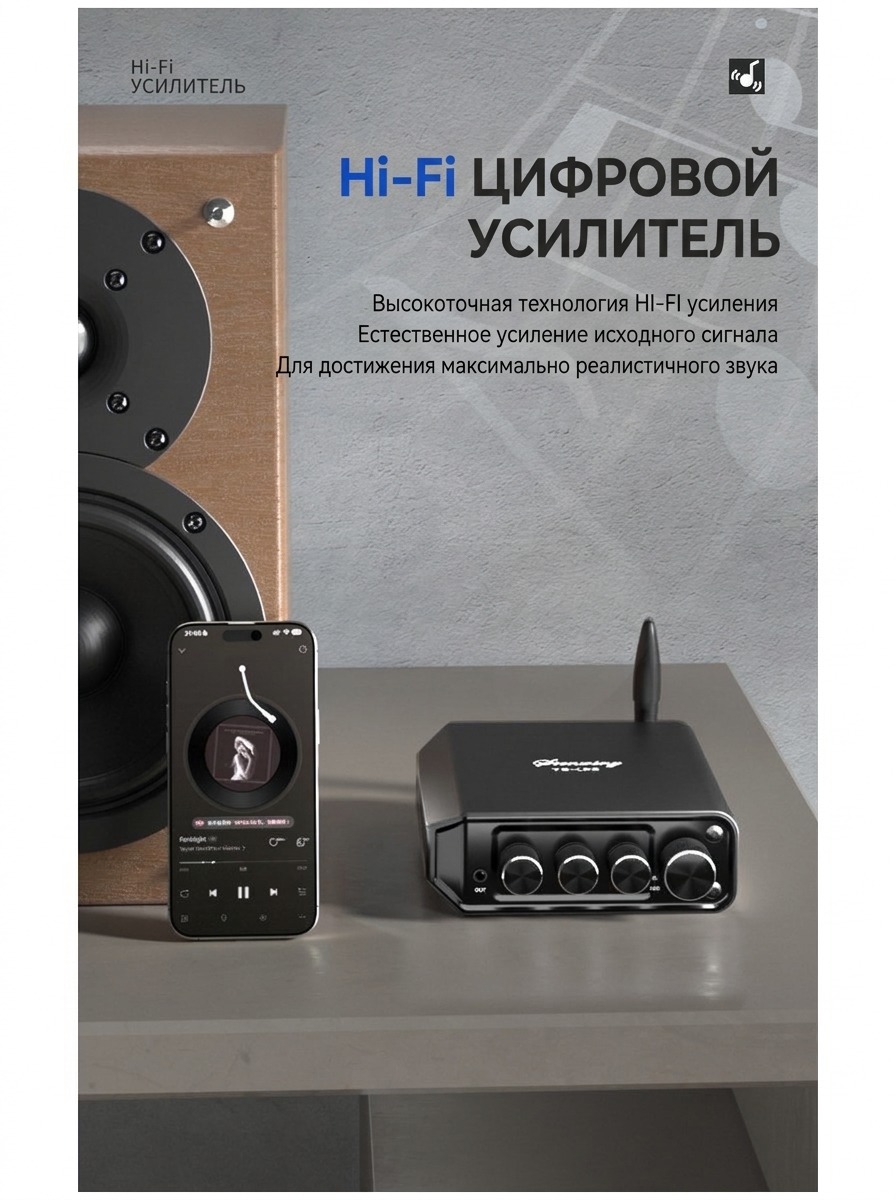 Hi-Fi
УСИЛИТЕЛЬ
Hi-Fi ЦИФРОВОЙ
УСИЛИТЕЛЬ
Высокоточная технология HI-FI усиления
Естественное усиление исходного сигнала
Для достижения максимально реалистичного звука
OUT